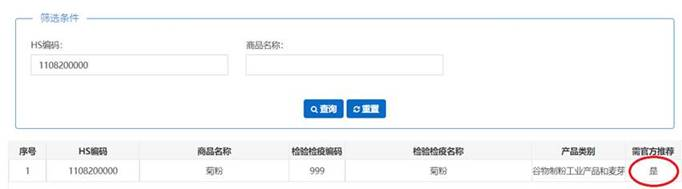 筛选条件
HS编码: 商品名称:
1108200000
查询 重置
序号 HS编码 商品名称 检验检疫编码 检验检疫名称 产品类别 需官方推荐
1 1108200000 菊粉 999 菊粉 谷物制粉工业产品和麦芽 是